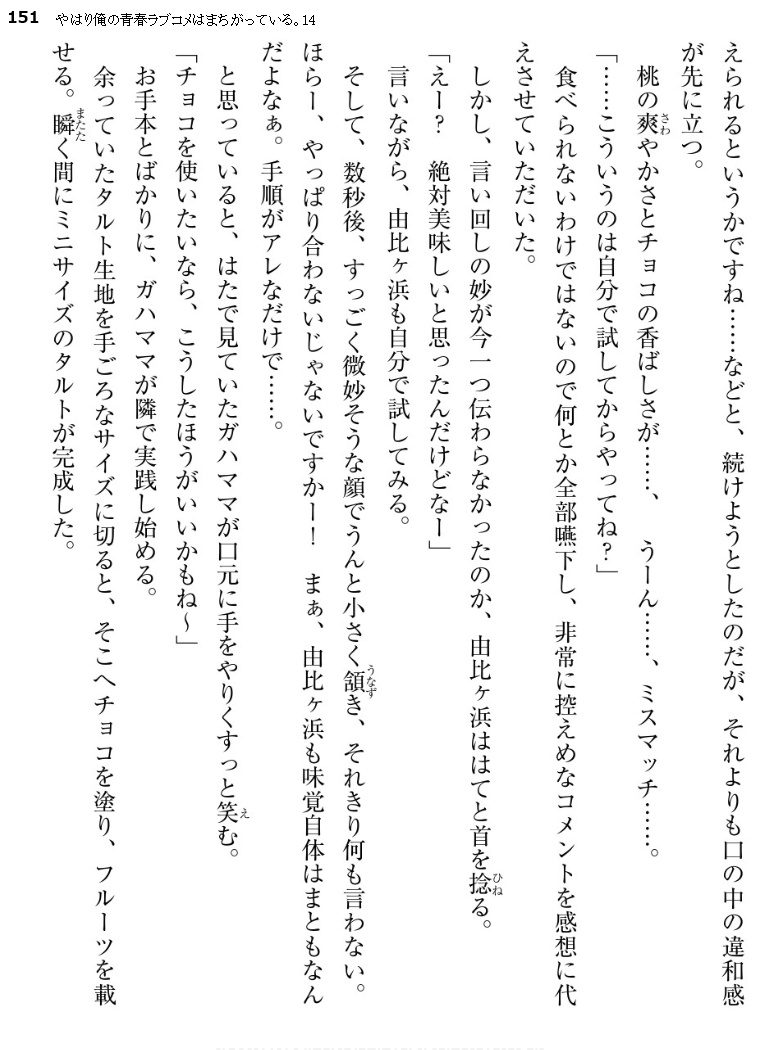 151 やはり俺の青春ラブコメはまちがっている。14
えられるというかですね……などと、続けようとしたのだが、それよりも口の中の違和感
が先に立つ。
桃の爽やかさとチョコの香ばしさが……、　うーん……、ミスマッチ……。
「……こういうのは自分で試してからやってね?」
食べられないわけではないので何とか全部嚥下し、非常に控えめなコメントを感想に代
えさせていただいた。
しかし、言い回しの妙が今一つ伝わらなかったのか、由比ヶ浜ははてと首を捻る。
「えー?　絶対美味しいと思ったんだけどなー」
言いながら、由比ヶ浜も自分で試してみる。
そして、数秒後、すっごく微妙そうな顔でうんと小さく頷き、それきり何も言わない。
ほらー、やっぱり合わないじゃないですかー!　まぁ、由比ヶ浜も味覚自体はまともなん
だよなぁ。手順がアレなだけで……。
と思っていると、はたで見ていたガハママが口元に手をやりくすっと笑む。
「チョコを使いたいなら、こうしたほうがいいかもね〜」
お手本とばかりに、ガハママが隣で実践し始める。
余っていたタルト生地を手ごろなサイズに切ると、そこへチョコを塗り、フルーツを載
せる。瞬く間にミニサイズのタルトが完成した。